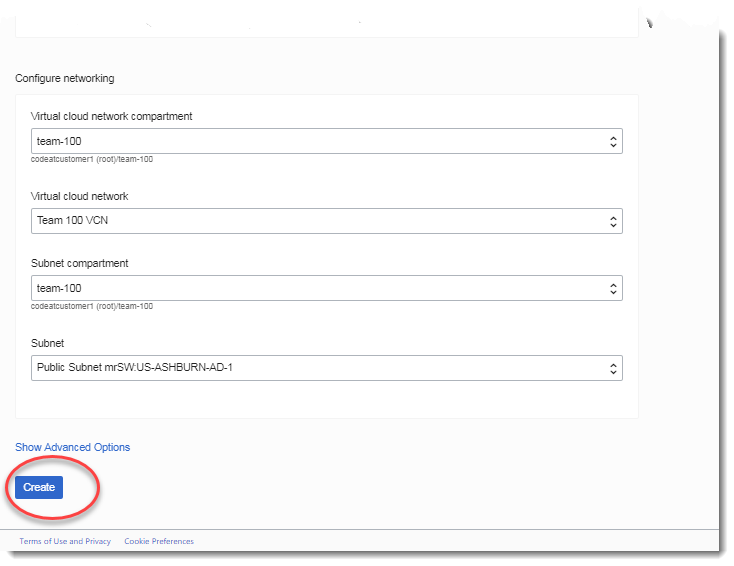 Configure networking
Virtual cloud network compartment
team-100
codeatcustomer1 (root)/team-100
Virtual cloud network
Team 100 VCN
Subnet compartment
team-100
codeatcustomer1 (root)/team-100
Subnet
Public Subnet mrSW:US-ASHBURN-AD-1
Show Advanced Options
Create
Terms of Use and Privacy Cookie Preferences